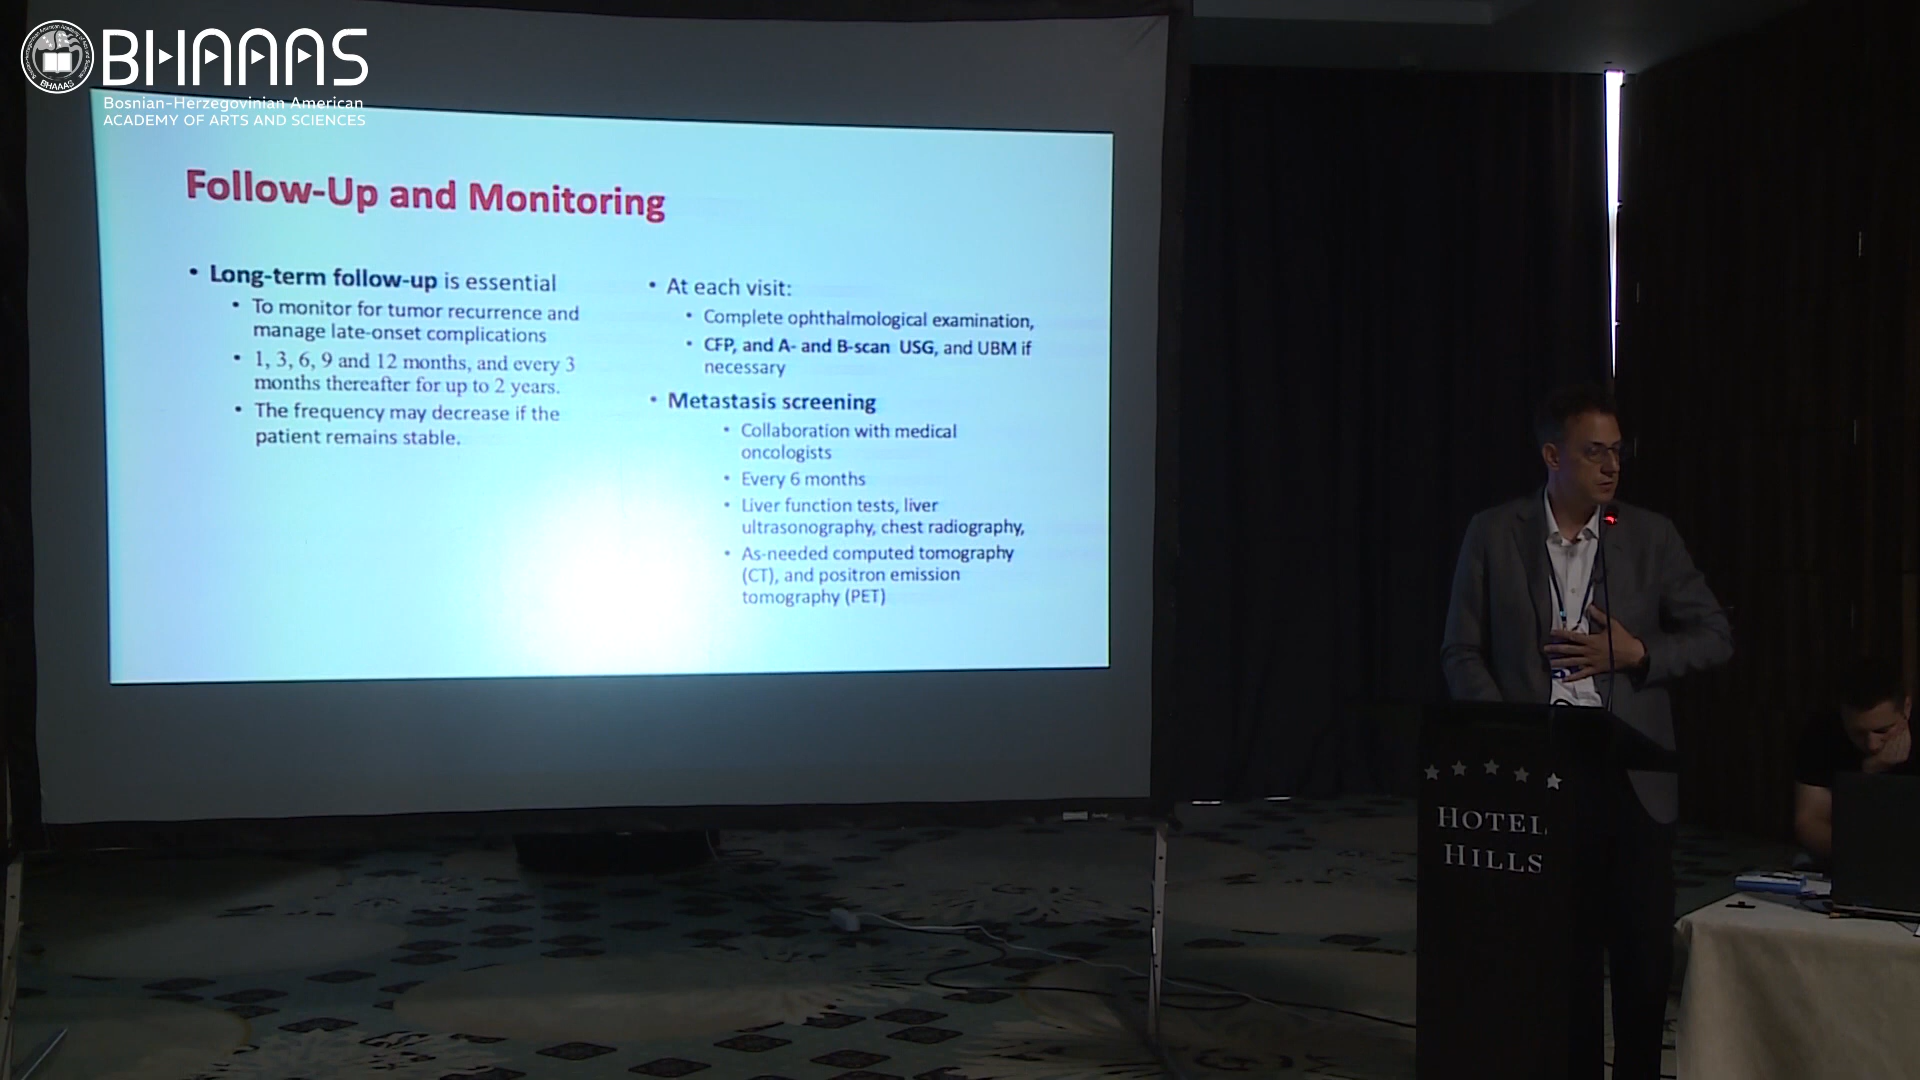 BHAAAS
Bosnian-Herzegovinian American
ACADEMY OF ARTS AND SCIENCES
BHAAAS
Follow-Up and Monitoring
• Long-term follow-up is essential
• To monitor for tumor recurrence and
manage late-onset complications
• 1, 3, 6, 9 and 12 months, and every 3
months thereafter for up to 2 years.
• The frequency may decrease if the
patient remains stable.
• At each visit:
• Complete ophthalmological examination,
• CFP, and A- and B-scan USG, and UBM if
necessary
• Metastasis screening
• Collaboration with medical
oncologists
• Every 6 months
• Liver function tests, liver
ultrasonography, chest radiography,
• As-needed computed tomography
(CT), and positron emission
tomography (PET)
HOTEL
HILLS